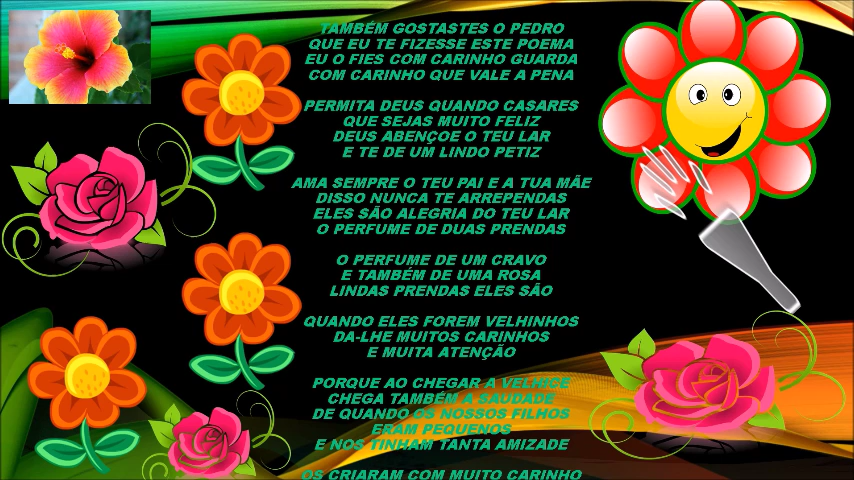 TAMBÉM GOSTASTES O PEDRO
QUE EU TE FIZESSE ESTE POEMA
EU O FIES COM CARINHO GUARDA
COM CARINHO QUE VALE A PENA
PERMITA DEUS QUANDO CASARES
QUE SEJAS MUITO FELIZ
DEUS ABENÇOE O TEU LAR
E TE DE UM LINDO PETIZ
AMA SEMPRE O TEU PAI E A TUA MÃE
DISSO NUNCA TE ARREPENDAS
ELES SÃO ALEGRIA DO TEU LAR
O PERFUME DE DUAS PRENDAS
O PERFUME DE UM CRAVO
E TAMBÉM DE UMA ROSA
LINDAS PRENDAS ELES SÃO
QUANDO ELES FOREM VELHINHOS
DA-LHE MUITOS CARINHOS
E MUITA ATENÇÃO
PORQUE AO CHEGAR A VELHICE
CHEGA TAMBÉM A SAUDADE
DE QUANDO OS NOSSOS FILHOS
ERAM PEQUENOS
E NOS TINHAM TANTA AMIZADE
OS CRIARAM COM MUITO CARINHO